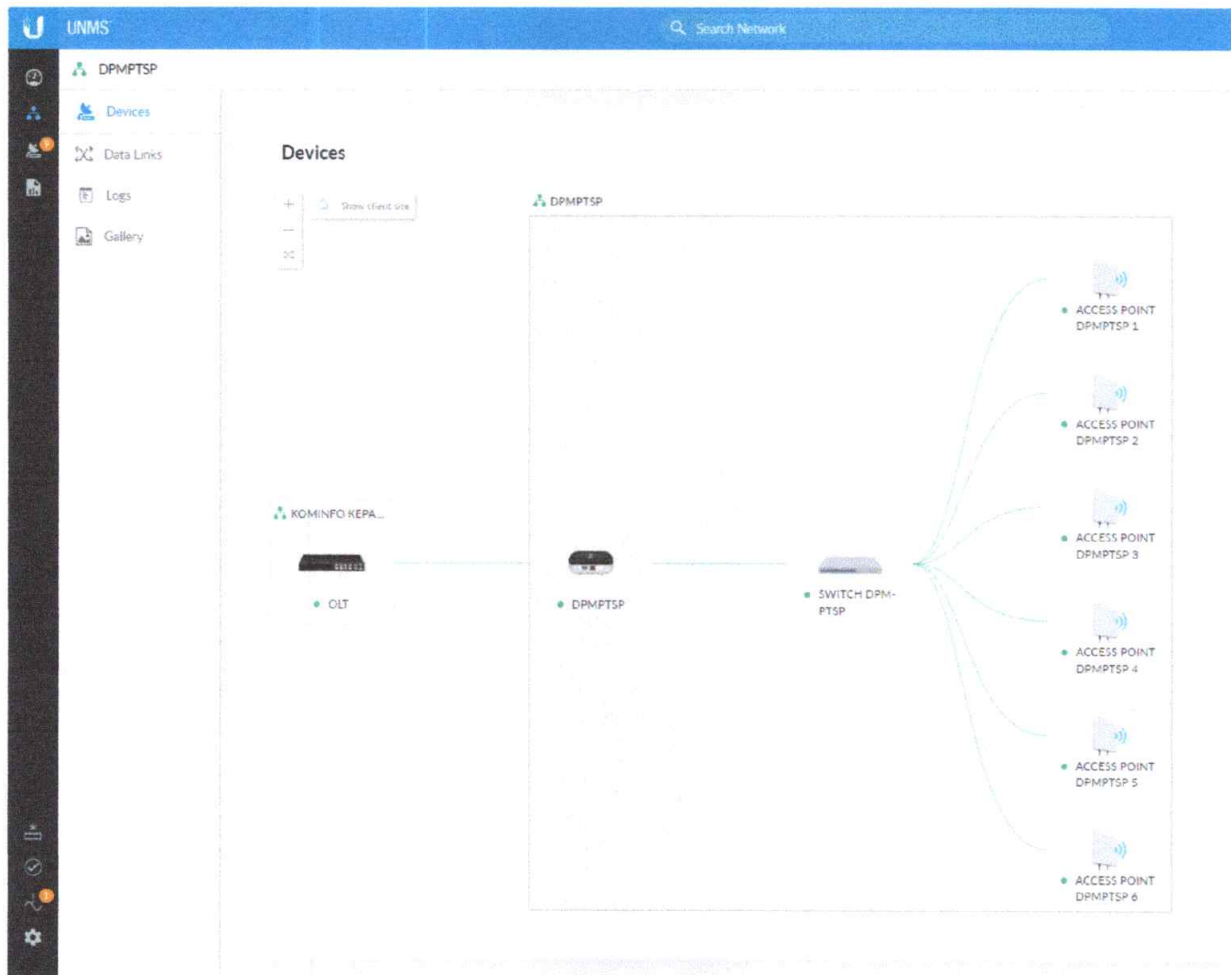 UNMS
Search Network
DPMPTSP
Devices
Data Links
Logs
Gallery
Devices
Show client site
DPMPTSP
ACCESS POINT
DPMPTSP 1
ACCESS POINT
DPMPTSP 2
ACCESS POINT
DPMPTSP 3
KOMINFO KEPA...
OLT
DPMPTSP
SWITCH DPM-
PTSP
ACCESS POINT
DPMPTSP 4
ACCESS POINT
DPMPTSP 5
ACCESS POINT
DPMPTSP 6